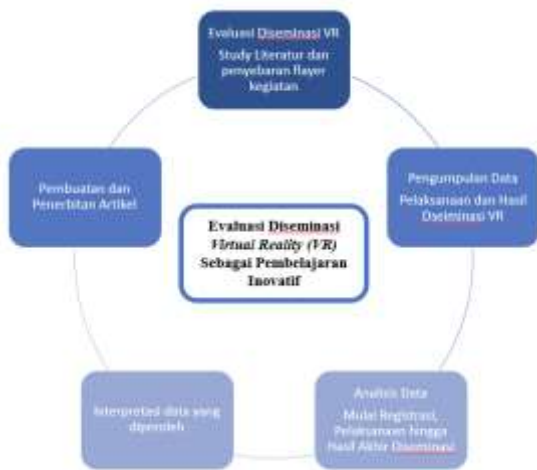 Evaluasi Diseminasi VR
Study Literatur dan
penyebaran flayer
kegiatan
Pengumpulan Data
Pelaksanaan dan Hasil
Dseiminasi VR
Analisis Data
Mulai Registrasi,
Pelaksanaan hingga
Hasil Akhir Diseminasi
Interpretasi data yang
diperoleh
Pembuatan dan
Penerbitan Artikel
Evaluasi Diseminasi
Virtual Reality (VR)
Sebagai Pembelajaran
Inovatif